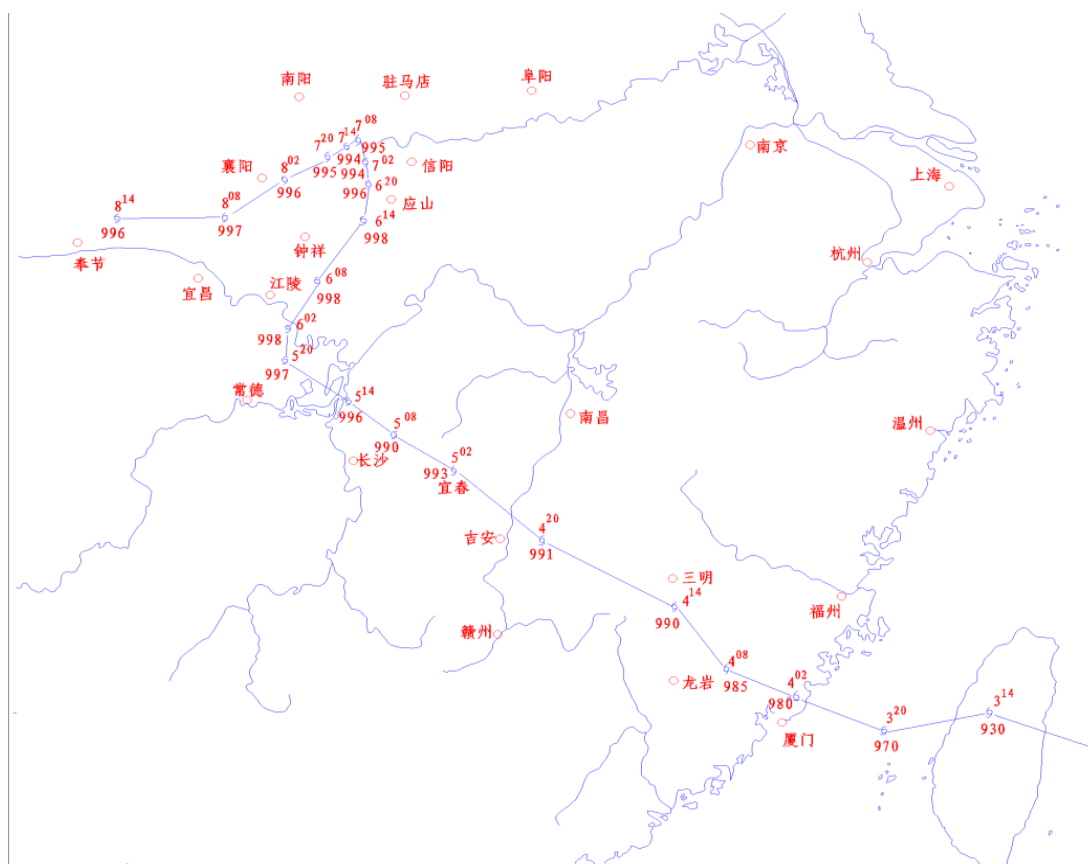 南阳
驻马店
阜阳
7⁰⁸
7¹⁴
7²⁰
995
994
995
南京
信阳
7⁰²
994
襄阳
8⁰²
996
6²⁰
996
应山
上海
8¹⁴
996
8⁰⁸
997
6¹⁴
998
钟祥
奉节
杭州
宜昌
江陵
6⁰⁸
998
6⁰²
998
5²⁰
997
常德
5¹⁴
996
南昌
温州
5⁰⁸
990
长沙
5⁰²
993
宜春
吉安
4²⁰
991
三明
4¹⁴
990
福州
赣州
龙岩
4⁰⁸
985
4⁰²
980
厦门
3²⁰
970
3¹⁴
930